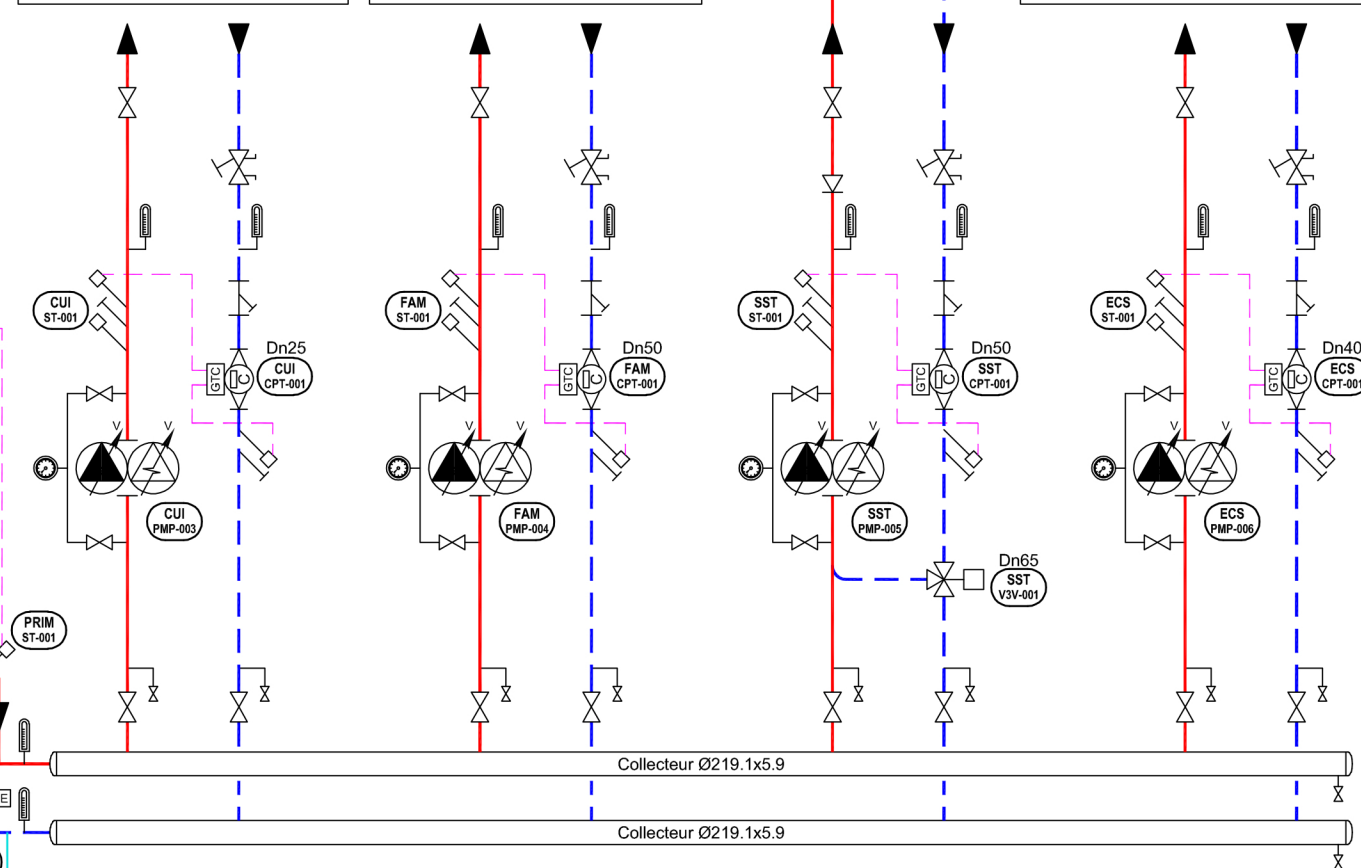 CUI
ST-001
FAM
ST-001
SST
ST-001
ECS
ST-001
Dn25
CUI
CPT-001
GTC
C
Dn50
FAM
CPT-001
GTC
C
Dn50
SST
CPT-001
GTC
C
Dn40
ECS
CPT-001
GTC
C
V
V
V
V
V
V
V
V
CUI
PMP-003
FAM
PMP-004
SST
PMP-005
ECS
PMP-006
Dn65
SST
V3V-001
PRIM
ST-001
Collecteur Ø219.1x5.9
E
Collecteur Ø219.1x5.9